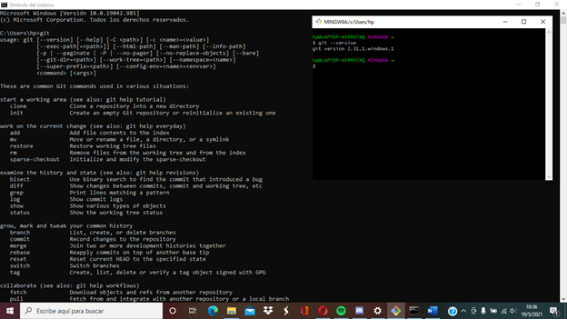 Símbolo del sistema
Microsoft Windows [Versión 10.0.19042.985]
(c) Microsoft Corporation. Todos los derechos reservados.
C:\Users\hp>git
usage: git [--version] [--help] [-C <path>] [-c <name>=<value>]
[--exec-path[=<path>]] [--html-path] [--man-path] [--info-path]
[-p | --paginate | -P | --no-pager] [--no-replace-objects] [--bare]
[--git-dir=<path>] [--work-tree=<path>] [--namespace=<name>]
[--super-prefix=<path>] [--config-env=<name>=<envvar>]
<command> [<args>]
These are common Git commands used in various situations:
start a working area (see also: git help tutorial)
clone Clone a repository into a new directory
init Create an empty Git repository or reinitialize an existing one
work on the current change (see also: git help everyday)
add Add file contents to the index
mv Move or rename a file, a directory, or a symlink
restore Restore working tree files
rm Remove files from the working tree and from the index
sparse-checkout Initialize and modify the sparse-checkout
examine the history and state (see also: git help revisions)
bisect Use binary search to find the commit that introduced a bug
diff Show changes between commits, commit and working tree, etc
grep Print lines matching a pattern
log Show commit logs
show Show various types of objects
status Show the working tree status
grow, mark and tweak your common history
branch List, create, or delete branches
commit Record changes to the repository
merge Join two or more development histories together
rebase Reapply commits on top of another base tip
reset Reset current HEAD to the specified state
switch Switch branches
tag Create, list, delete or verify a tag object signed with GPG
collaborate (see also: git help workflows)
fetch Download objects and refs from another repository
pull Fetch from and integrate with another repository or a local branch
MINGW64:/c/Users/hp
MINGW64 ~
$ git --version
git version 2.31.1.windows.1
MINGW64 ~
$
Escribe aquí para buscar
10:36
19/5/2021